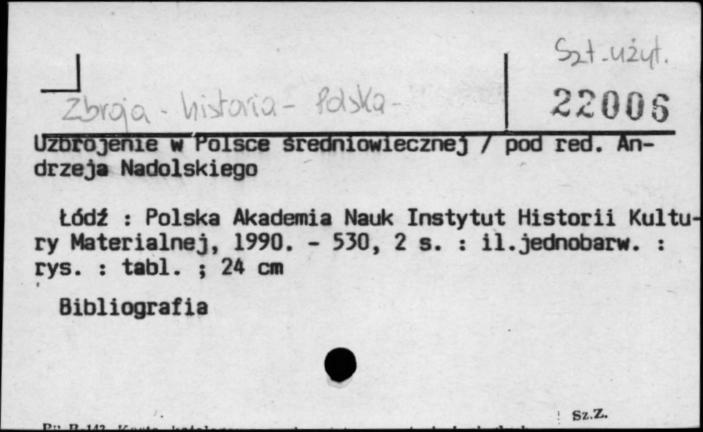 Szt. użyt.
Zbroja - historia - Polska -
22006
Uzbrojenie w Polsce średniowiecznej / pod red. An-
drzeja Nadolskiego
Łódź : Polska Akademia Nauk Instytut Historii Kultu-
ry Materialnej, 1990. - 530, 2 s. : il.jednobarw. :
rys. : tabl. ; 24 cm
Bibliografia
Sz.Z.